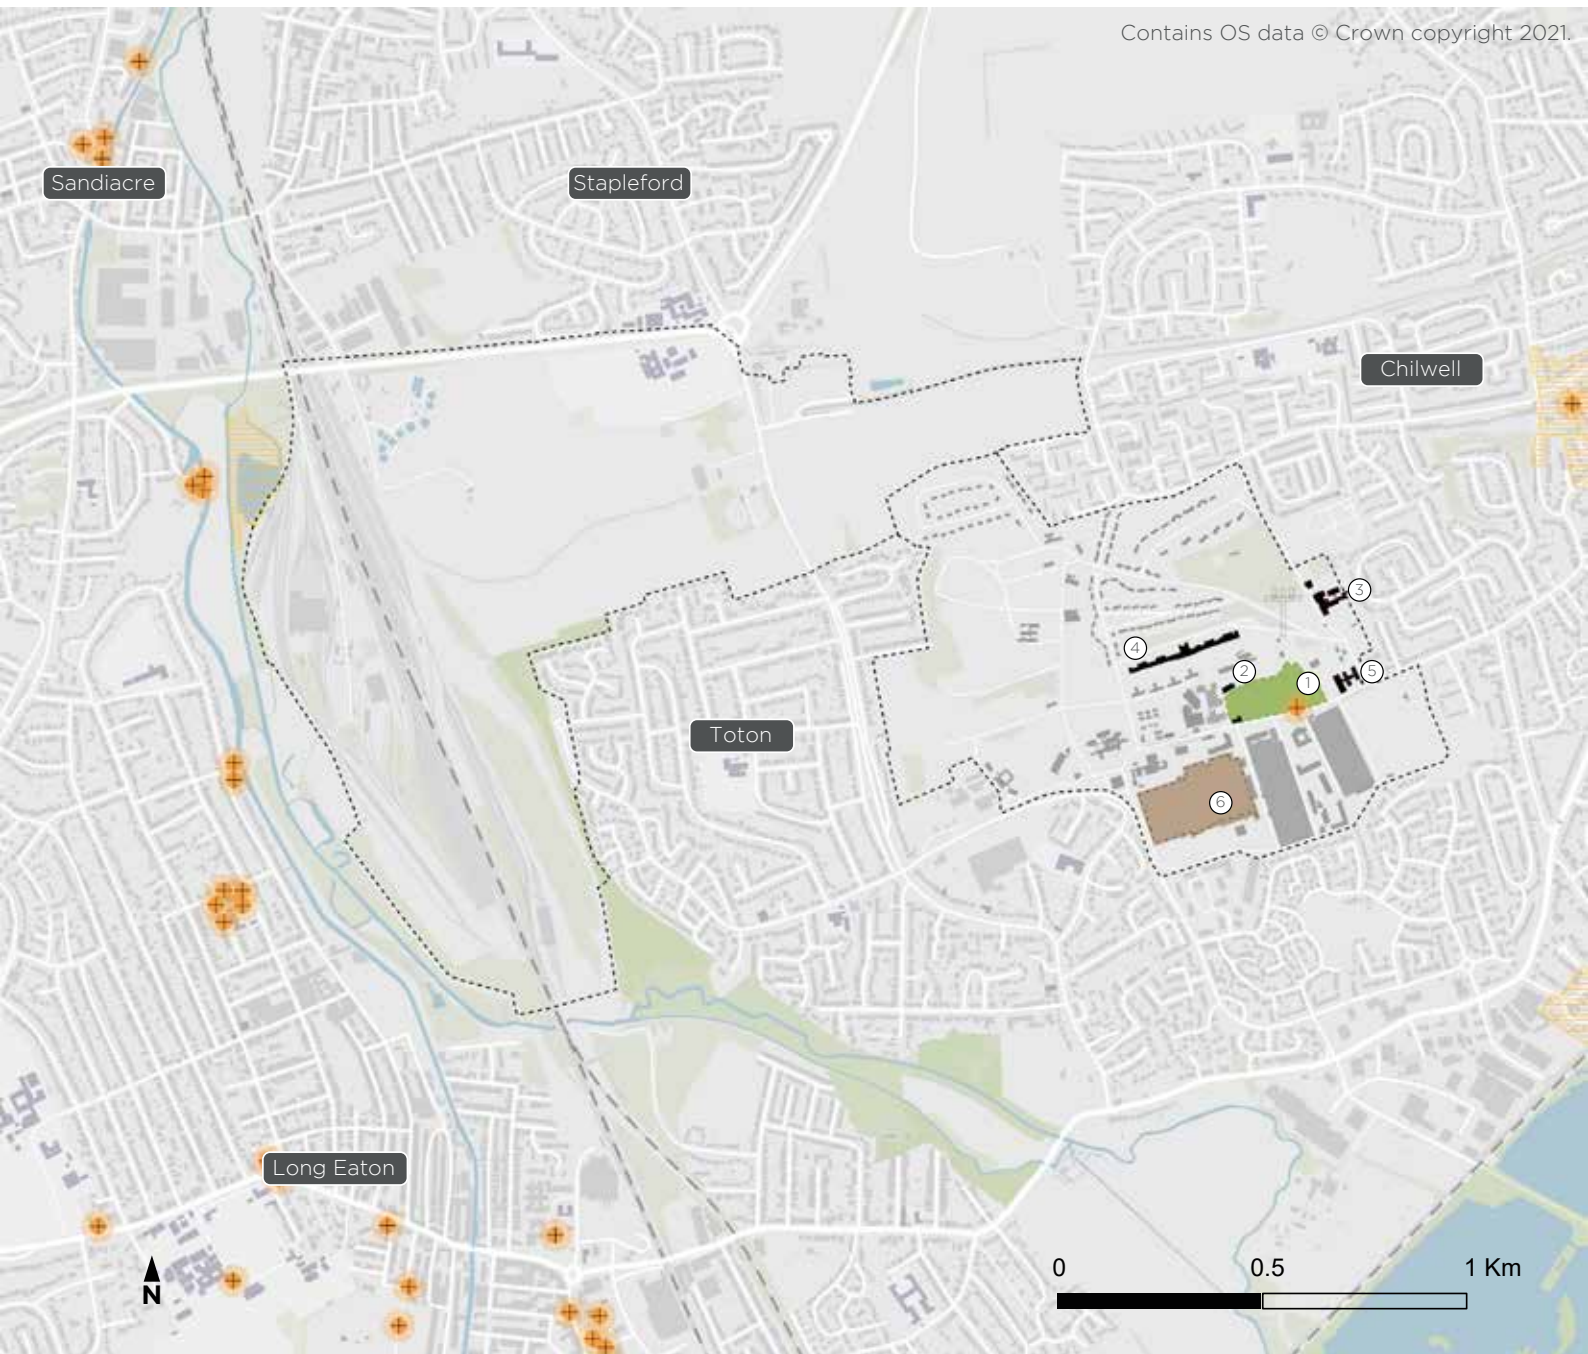 Contains OS data © Crown copyright 2021.
Sandiacre
Stapleford
Chilwell
3
4
2
5
1
Toton
6
Long Eaton
N
0 0.5 1 Km